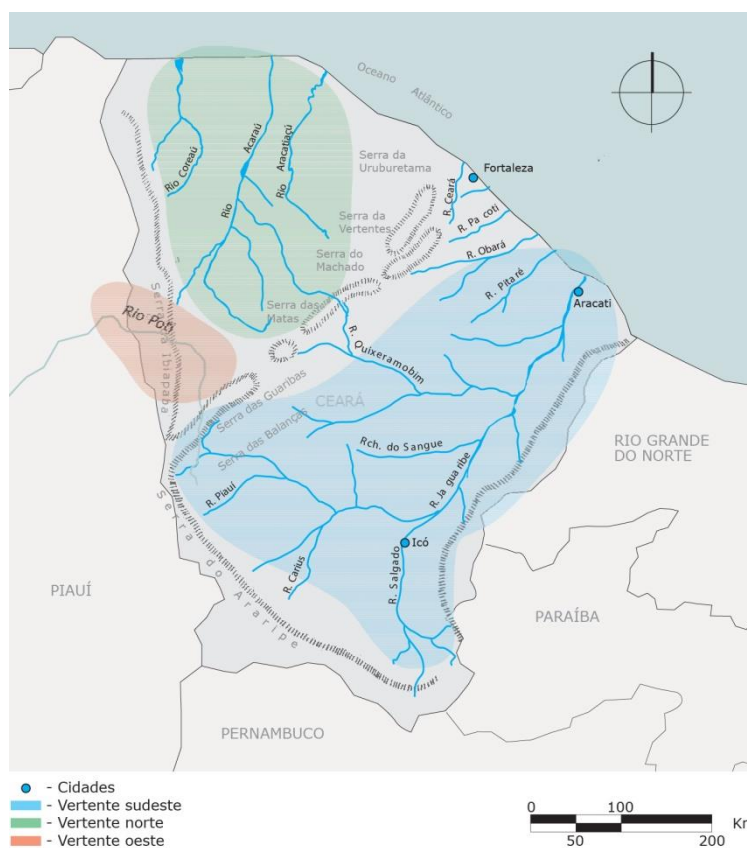 Oceano
Atlântico
Serra da
Uruburetama
Fortaleza
Rio Coreaú
Acaraú
Rio
Aracatiaçú
Rio
R. Ceará
R. Pa coti
Serra da
Vertentes
R. Obará
Serra do
Machado
R. Pita ré
Aracati
Serra das
Matas
Rio Poti
Serra da Ibiapaba
R. Quixeramobim
CEARÁ
Serra das Guaribas
Serra das Balanças
RIO GRANDE
DO NORTE
Rch. do Sangue
R. Ja gua ribe
R. Piauí
Icó
R. Salgado
R. Carius
Serra do Araripe
PIAUÍ
PARAÍBA
PERNAMBUCO
- Cidades
- Vertente sudeste
- Vertente norte
- Vertente oeste
0 100
50 200
Km